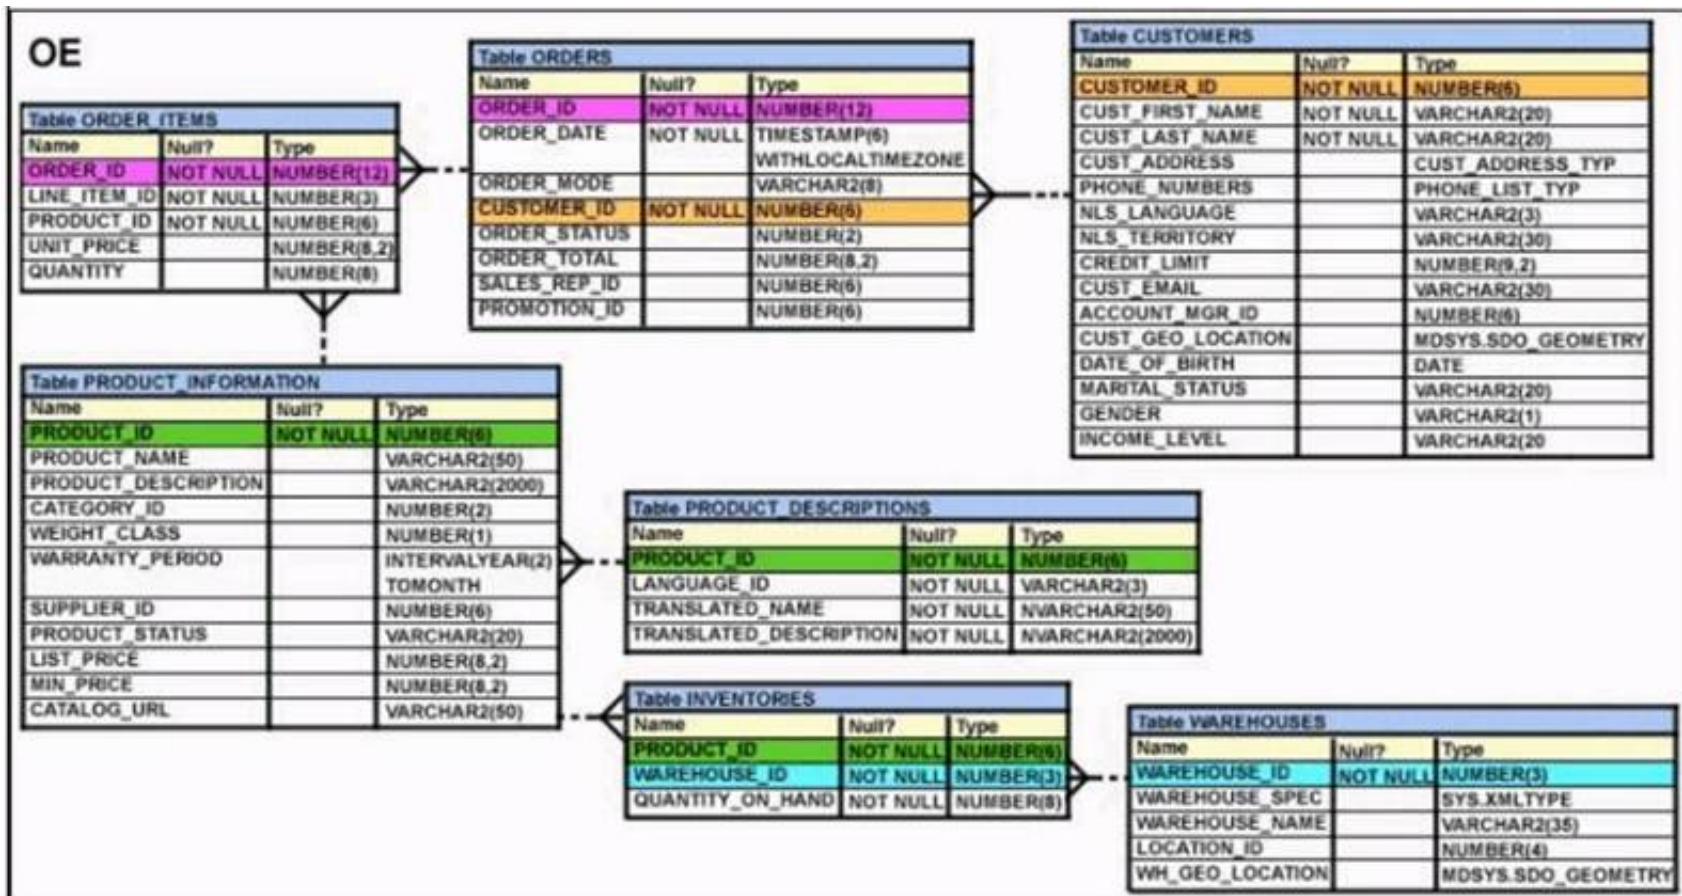 OE
Table ORDER_ITEMS
Name Null? Type
ORDER_ID NOT NULL NUMBER(12)
LINE_ITEM_ID NOT NULL NUMBER(3)
PRODUCT_ID NOT NULL NUMBER(6)
UNIT_PRICE NUMBER(8,2)
QUANTITY NUMBER(8)
Table ORDERS
Name Null? Type
ORDER_ID NOT NULL NUMBER(12)
ORDER_DATE NOT NULL TIMESTAMP(6)
WITHLOCALTIMEZONE
ORDER_MODE VARCHAR2(8)
CUSTOMER_ID NOT NULL NUMBER(6)
ORDER_STATUS NUMBER(2)
ORDER_TOTAL NUMBER(8,2)
SALES_REP_ID NUMBER(6)
PROMOTION_ID NUMBER(6)
Table CUSTOMERS
Name Null? Type
CUSTOMER_ID NOT NULL NUMBER(6)
CUST_FIRST_NAME NOT NULL VARCHAR2(20)
CUST_LAST_NAME NOT NULL VARCHAR2(20)
CUST_ADDRESS CUST_ADDRESS_TYP
PHONE_NUMBERS PHONE_LIST_TYP
NLS_LANGUAGE VARCHAR2(3)
NLS_TERRITORY VARCHAR2(30)
CREDIT_LIMIT NUMBER(9,2)
CUST_EMAIL VARCHAR2(30)
ACCOUNT_MGR_ID NUMBER(6)
CUST_GEO_LOCATION MDSYS.SDO_GEOMETRY
DATE_OF_BIRTH DATE
MARITAL_STATUS VARCHAR2(20)
GENDER VARCHAR2(1)
INCOME_LEVEL VARCHAR2(20
Table PRODUCT_INFORMATION
Name Null? Type
PRODUCT_ID NOT NULL NUMBER(6)
PRODUCT_NAME VARCHAR2(50)
PRODUCT_DESCRIPTION VARCHAR2(2000)
CATEGORY_ID NUMBER(2)
WEIGHT_CLASS NUMBER(1)
WARRANTY_PERIOD INTERVALYEAR(2)
TOMONTH
SUPPLIER_ID NUMBER(6)
PRODUCT_STATUS VARCHAR2(20)
LIST_PRICE NUMBER(8,2)
MIN_PRICE NUMBER(8,2)
CATALOG_URL VARCHAR2(50)
Table PRODUCT_DESCRIPTIONS
Name Null? Type
PRODUCT_ID NOT NULL NUMBER(6)
LANGUAGE_ID NOT NULL VARCHAR2(3)
TRANSLATED_NAME NOT NULL NVARCHAR2(50)
TRANSLATED_DESCRIPTION NOT NULL NVARCHAR2(2000)
Table INVENTORIES
Name Null? Type
PRODUCT_ID NOT NULL NUMBER(6)
WAREHOUSE_ID NOT NULL NUMBER(3)
QUANTITY_ON_HAND NOT NULL NUMBER(8)
Table WAREHOUSES
Name Null? Type
WAREHOUSE_ID NOT NULL NUMBER(3)
WAREHOUSE_SPEC SYS.XMLTYPE
WAREHOUSE_NAME VARCHAR2(35)
LOCATION_ID NUMBER(4)
WH_GEO_LOCATION MDSYS.SDO_GEOMETRY